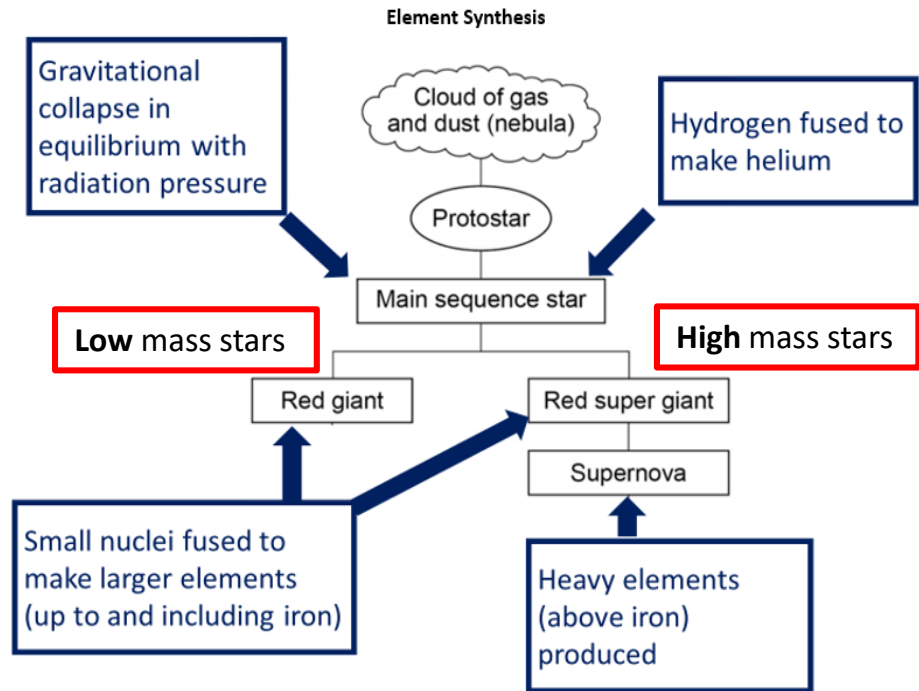 Element Synthesis
Gravitational
collapse in
equilibrium with
radiation pressure
Cloud of gas
and dust (nebula)
Hydrogen fused to
make helium
Protostar
Main sequence star
Low mass stars
High mass stars
Red giant
Red super giant
Supernova
Small nuclei fused to
make larger elements
(up to and including iron)
Heavy elements
(above iron)
produced